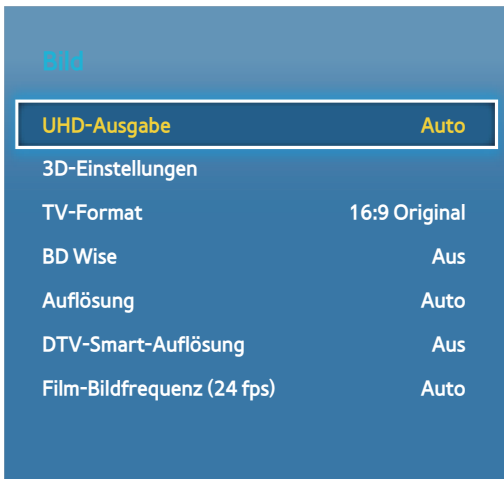 Bild
UHD-Ausgabe Auto
3D-Einstellungen
TV-Format 16:9 Original
BD Wise Aus
Auflösung Auto
DTV-Smart-Auflösung Aus
Film-Bildfrequenz (24 fps) Auto